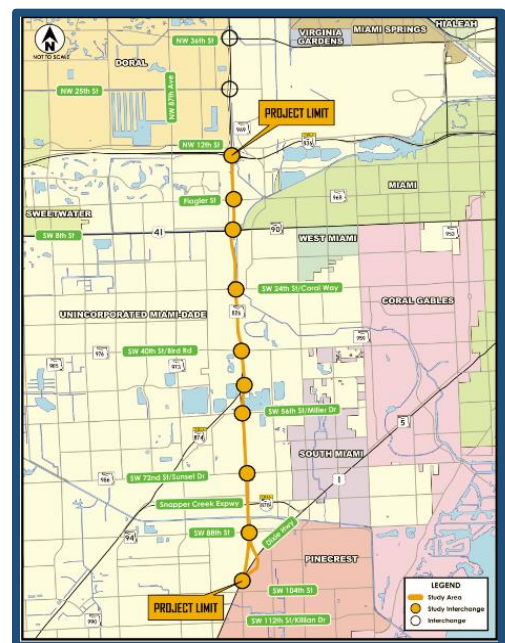 N
NOT TO SCALE
NW 36th St
VIRGINIA
GARDENS
MIAMI SPRINGS
HIALEAH
DORAL
NW 87th Ave
NW 25th St
PROJECT LIMIT
969
NW 12th St
836
MIAMI
Flagler St
968
SWEETWATER
SW 8th St
41
90
WEST MIAMI
953
SW 24th St/Coral Way
CORAL GABLES
UNINCORPORATED MIAMI-DADE
826
976
SW 40th St/Bird Rd
985
973
874
SW 56th St/Miller Dr
5
SOUTH MIAMI
1
986
SW 72nd St/Sunset Dr
Snapper Creek Expwy
878
Dixie Hwy
94
SW 88th St
PINECREST
SW 104th St
PROJECT LIMIT
990
SW 112th St/Killian Dr
LEGEND
Study Area
Study Interchange
Interchange